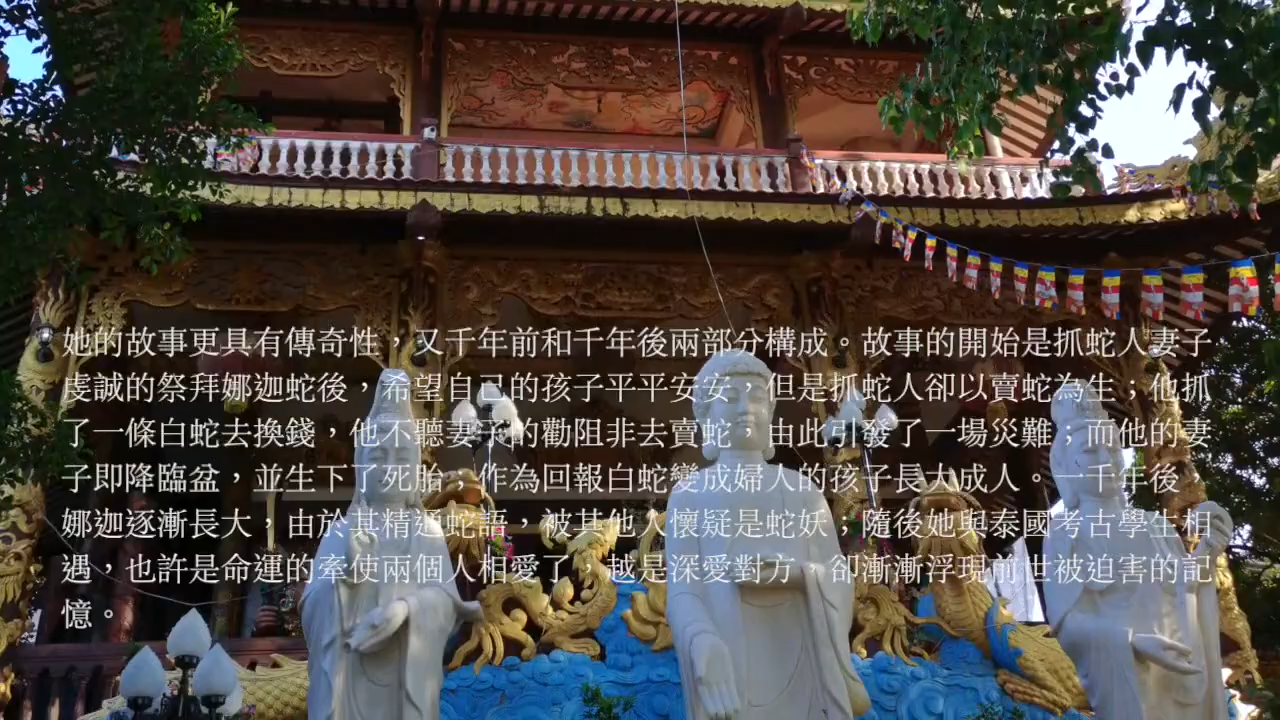 她的故事更具有傳奇性，又千年前和千年後兩部分構成。故事的開始是抓蛇人妻子
虔誠的祭拜娜迦蛇後，希望自己的孩子平平安安，但是抓蛇人卻以賣蛇為生；他抓
了一條白蛇去換錢，他不聽妻子的勸阻非去賣蛇，由此引發了一場災難；而他的妻
子即降臨盆，並生下了死胎；作為回報白蛇變成婦人的孩子長大成人。一千年後，
娜迦逐漸長大，由於其精通蛇語，被其他人懷疑是蛇妖；隨後她與泰國考古學生相
遇，也許是命運的牽使兩個人相愛了，越是深愛對方，卻漸漸浮現前世被迫害的記
憶。